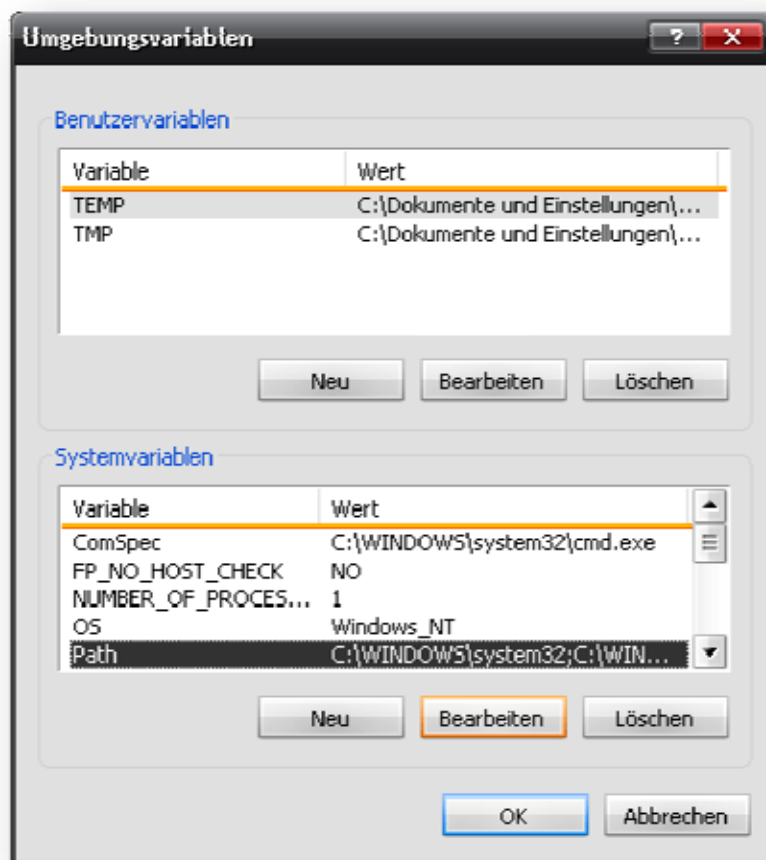 Umgebungsvariablen
?
X
Benutzervariablen
Variable Wert
TEMP C:\Dokumente und Einstellungen\...
TMP C:\Dokumente und Einstellungen\...
Neu Bearbeiten Löschen
Systemvariablen
Variable Wert
ComSpec C:\WINDOWS\system32\cmd.exe
FP_NO_HOST_CHECK NO
NUMBER_OF_PROCES... 1
OS Windows_NT
Path C:\WINDOWS\system32;C:\WIN...
Neu Bearbeiten Löschen
OK Abbrechen